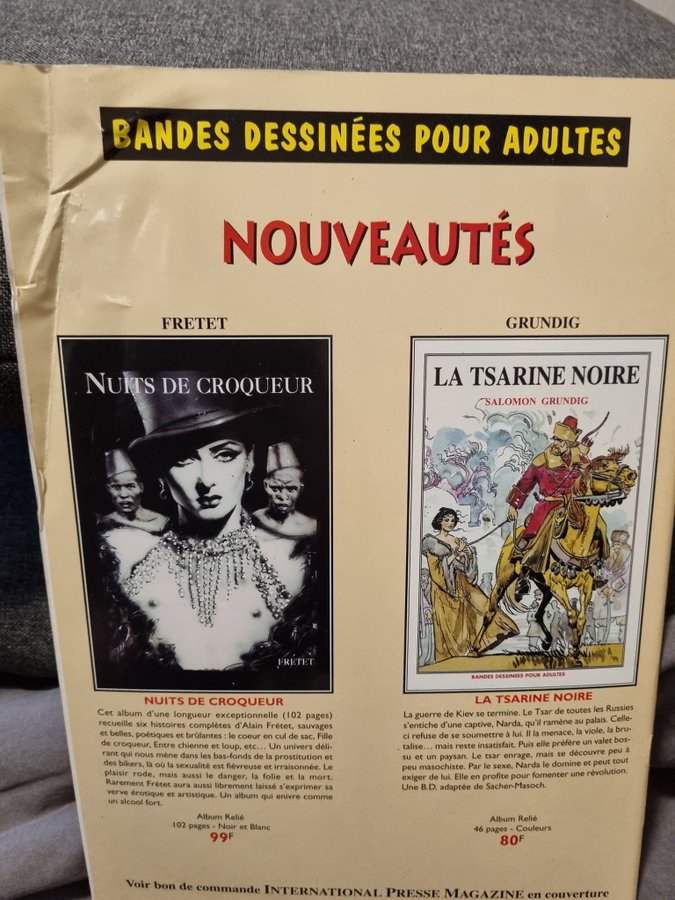 BANDES DESSINÉES POUR ADULTES
NOUVEAUTÉS
FRETET
NUITS DE CROQUEUR
FRETET
NUITS DE CROQUEUR
Cet album d'une longueur exceptionnelle (102 pages)
recueille six histoires complètes d'Alain Frétet, sauvages
et belles, poétiques et brûlantes : le coeur en cul de sac, Fille
de croqueur, Entre chienne et loup, etc... Un univers déli-
rant qui nous mène dans les bas-fonds de la prostitution et
des bikers, là où la sexualité est fiévreuse et irraisonnée. Le
plaisir rode, mais aussi le danger, la folie et la mort.
Rarement Frètet aura aussi librement laissé s'exprimer sa
verve érotique et artistique. Un album qui enivre comme
un alcool fort.
Album Relié
102 pages - Noir et Blanc
99F
GRUNDIG
LA TSARINE NOIRE
SALOMON GRUNDIG
BANDES DESSINEES POUR ADULTES
LA TSARINE NOIRE
La guerre de Kiev se termine. Le Tsar de toutes les Russies
s'entiche d'une captive, Narda, qu'il ramène au palais. Celle-
ci refuse de se soumettre à lui. Il la menace, la viole, la bru-
talise... mais reste insatisfait. Puis elle préfère un valet bos-
su et un paysan. Le tsar enrage, mais se découvre peu à
peu masochiste. Par le sexe, Narda le domine et peut tout
exiger de lui. Elle en profite pour fomenter une révolution.
Une B.D. adaptée de Sacher-Masoch.
Album Relié
46 pages - Couleurs
80F
Voir bon de commande INTERNATIONAL PRESSE MAGAZINE en couverture